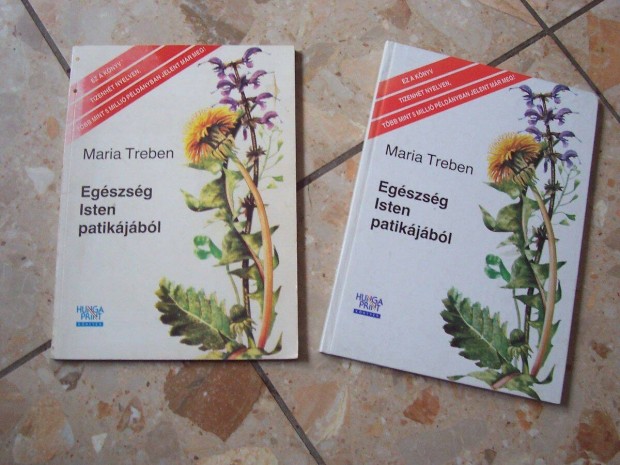 EZ A KÖNYV
TIZENHÉT NYELVEN,
TÖBB MINT 5 MILLIÓ PÉLDÁNYBAN JELENT MÁR MEG!
Maria Treben
Egészség
Isten
patikájából
HUNGA
PRINT
EZ A KÖNYV
TIZENHÉT NYELVEN,
TÖBB MINT 5 MILLIÓ PÉLDÁNYBAN JELENT MÁR MEG!
Maria Treben
Egészség
Isten
patikájából
HUNGA
PRINT